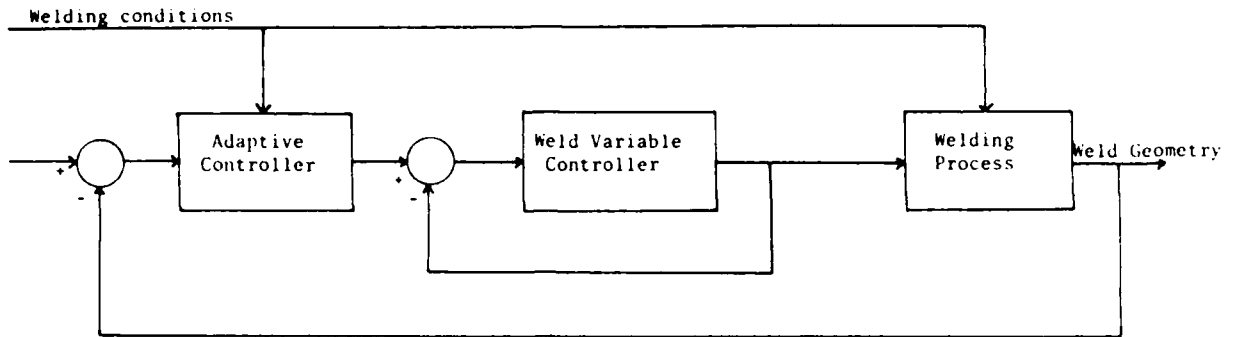 Welding conditions
Adaptive
Controller
Weld Variable
Controller
Welding
Process
Weld Geometry
+
-
+
-